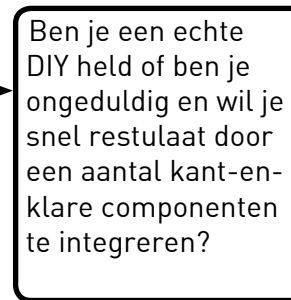 Ben je een echte
DIY held of ben je
ongeduldig en wil je
snel restulaat door
een aantal kant-en-
klare componenten
te integreren?